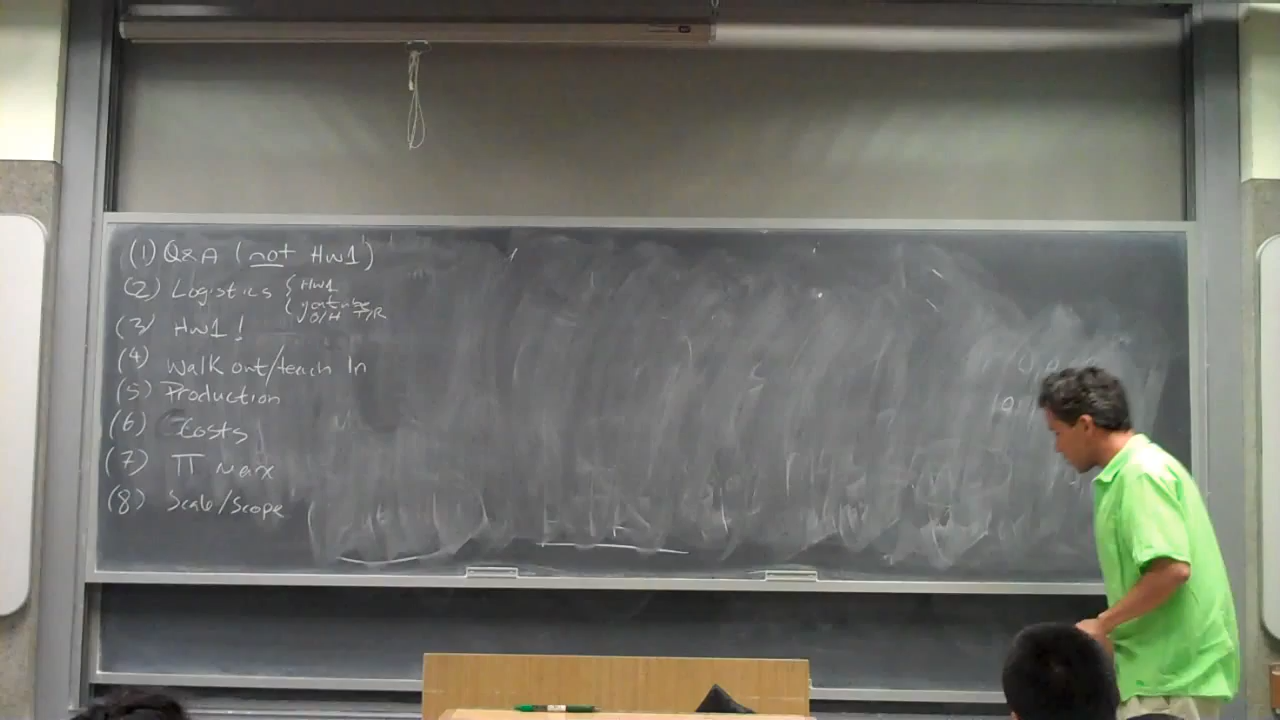 (1) Q&A (not HW1)
(2) Logistics { HW1
{ youtube
O/H T/R
(3) HW1!
(4) Walk out/teach In
(5) Production
(6) Costs
(7) π Max
(8) Scale/Scope